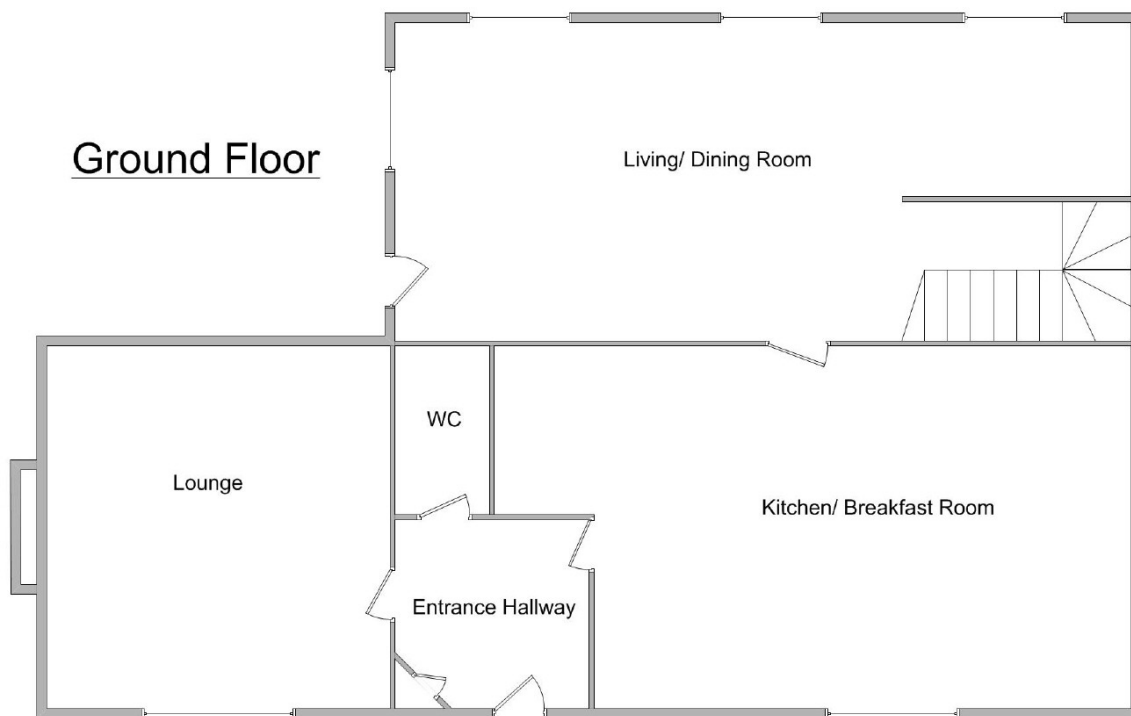 Ground Floor
Living/ Dining Room
WC
Lounge
Kitchen/ Breakfast Room
Entrance Hallway